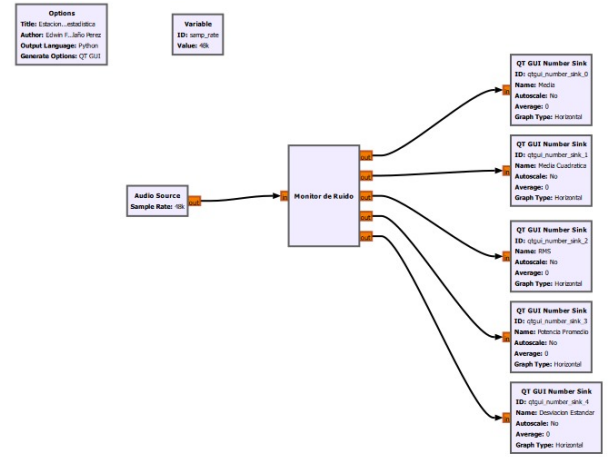 Options
Title: Estacion...estadistica
Author: Edwin F...laño Perez
Output Language: Python
Generate Options: QT GUI
Variable
ID: samp_rate
Value: 48k
QT GUI Number Sink
ID: qtgui_number_sink_0
Name: Media
Autoscale: No
Average: 0
Graph Type: Horizontal
in
QT GUI Number Sink
ID: qtgui_number_sink_1
Name: Media Cuadratica
Autoscale: No
Average: 0
Graph Type: Horizontal
in
Audio Source
Sample Rate: 48k
out
in
Monitor de Ruido
out
out
out
out
out
QT GUI Number Sink
ID: qtgui_number_sink_2
Name: RMS
Autoscale: No
Average: 0
Graph Type: Horizontal
in
QT GUI Number Sink
ID: qtgui_number_sink_3
Name: Potencia Promedio
Autoscale: No
Average: 0
Graph Type: Horizontal
in
QT GUI Number Sink
ID: qtgui_number_sink_4
Name: Desviacion Estandar
Autoscale: No
Average: 0
Graph Type: Horizontal
in